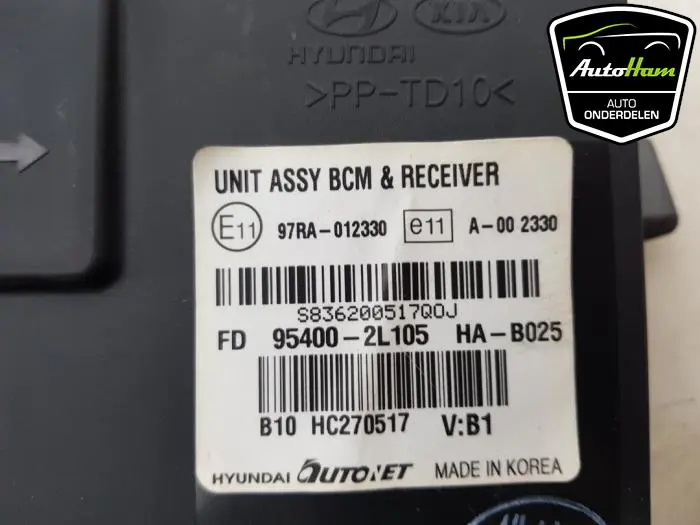 KIA
HYUNDAI
>PP-TD10<
AutoHam
AUTO
ONDERDELEN
UNIT ASSY BCM & RECEIVER
E11 97RA-012330 e11 A-00 2330
S836200517Q0J
FD 95400-2L105 HA-B025
B10 HC270517 V:B1
HYUNDAI AUTONET MADE IN KOREA